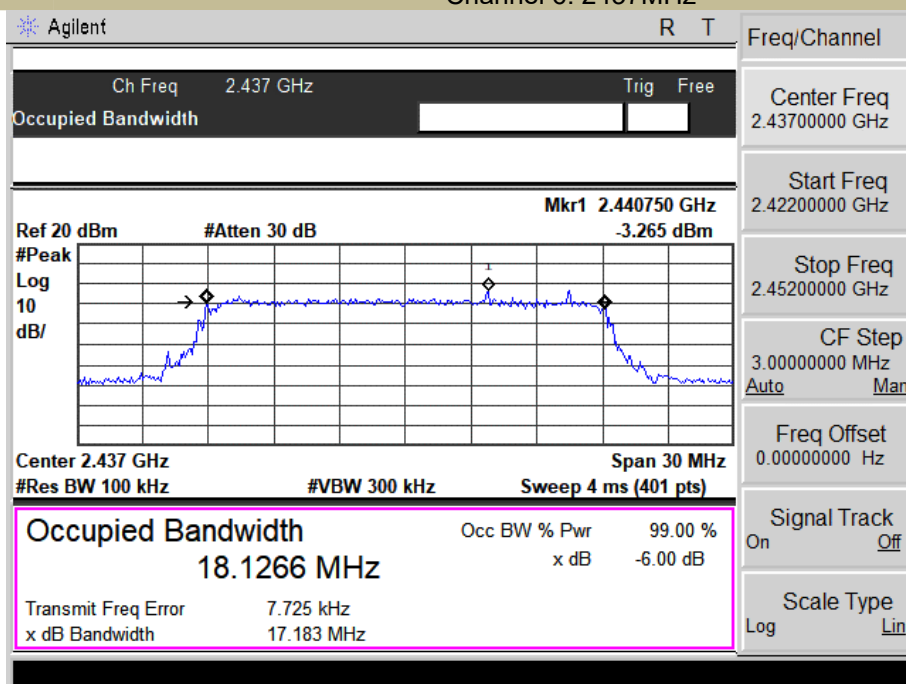 Agilent R T
Ch Freq 2.437 GHz Trig Free
Occupied Bandwidth
Mkr1 2.440750 GHz
Ref 20 dBm #Atten 30 dB -3.265 dBm
#Peak
Log
10
dB/
1
Center 2.437 GHz Span 30 MHz
#Res BW 100 kHz #VBW 300 kHz Sweep 4 ms (401 pts)
Occupied Bandwidth Occ BW % Pwr 99.00 %
18.1266 MHz x dB -6.00 dB
Transmit Freq Error 7.725 kHz
x dB Bandwidth 17.183 MHz
Freq/Channel
Center Freq
2.43700000 GHz
Start Freq
2.42200000 GHz
Stop Freq
2.45200000 GHz
CF Step
3.00000000 MHz
Auto Man
Freq Offset
0.00000000 Hz
Signal Track
On Off
Scale Type
Log Lin